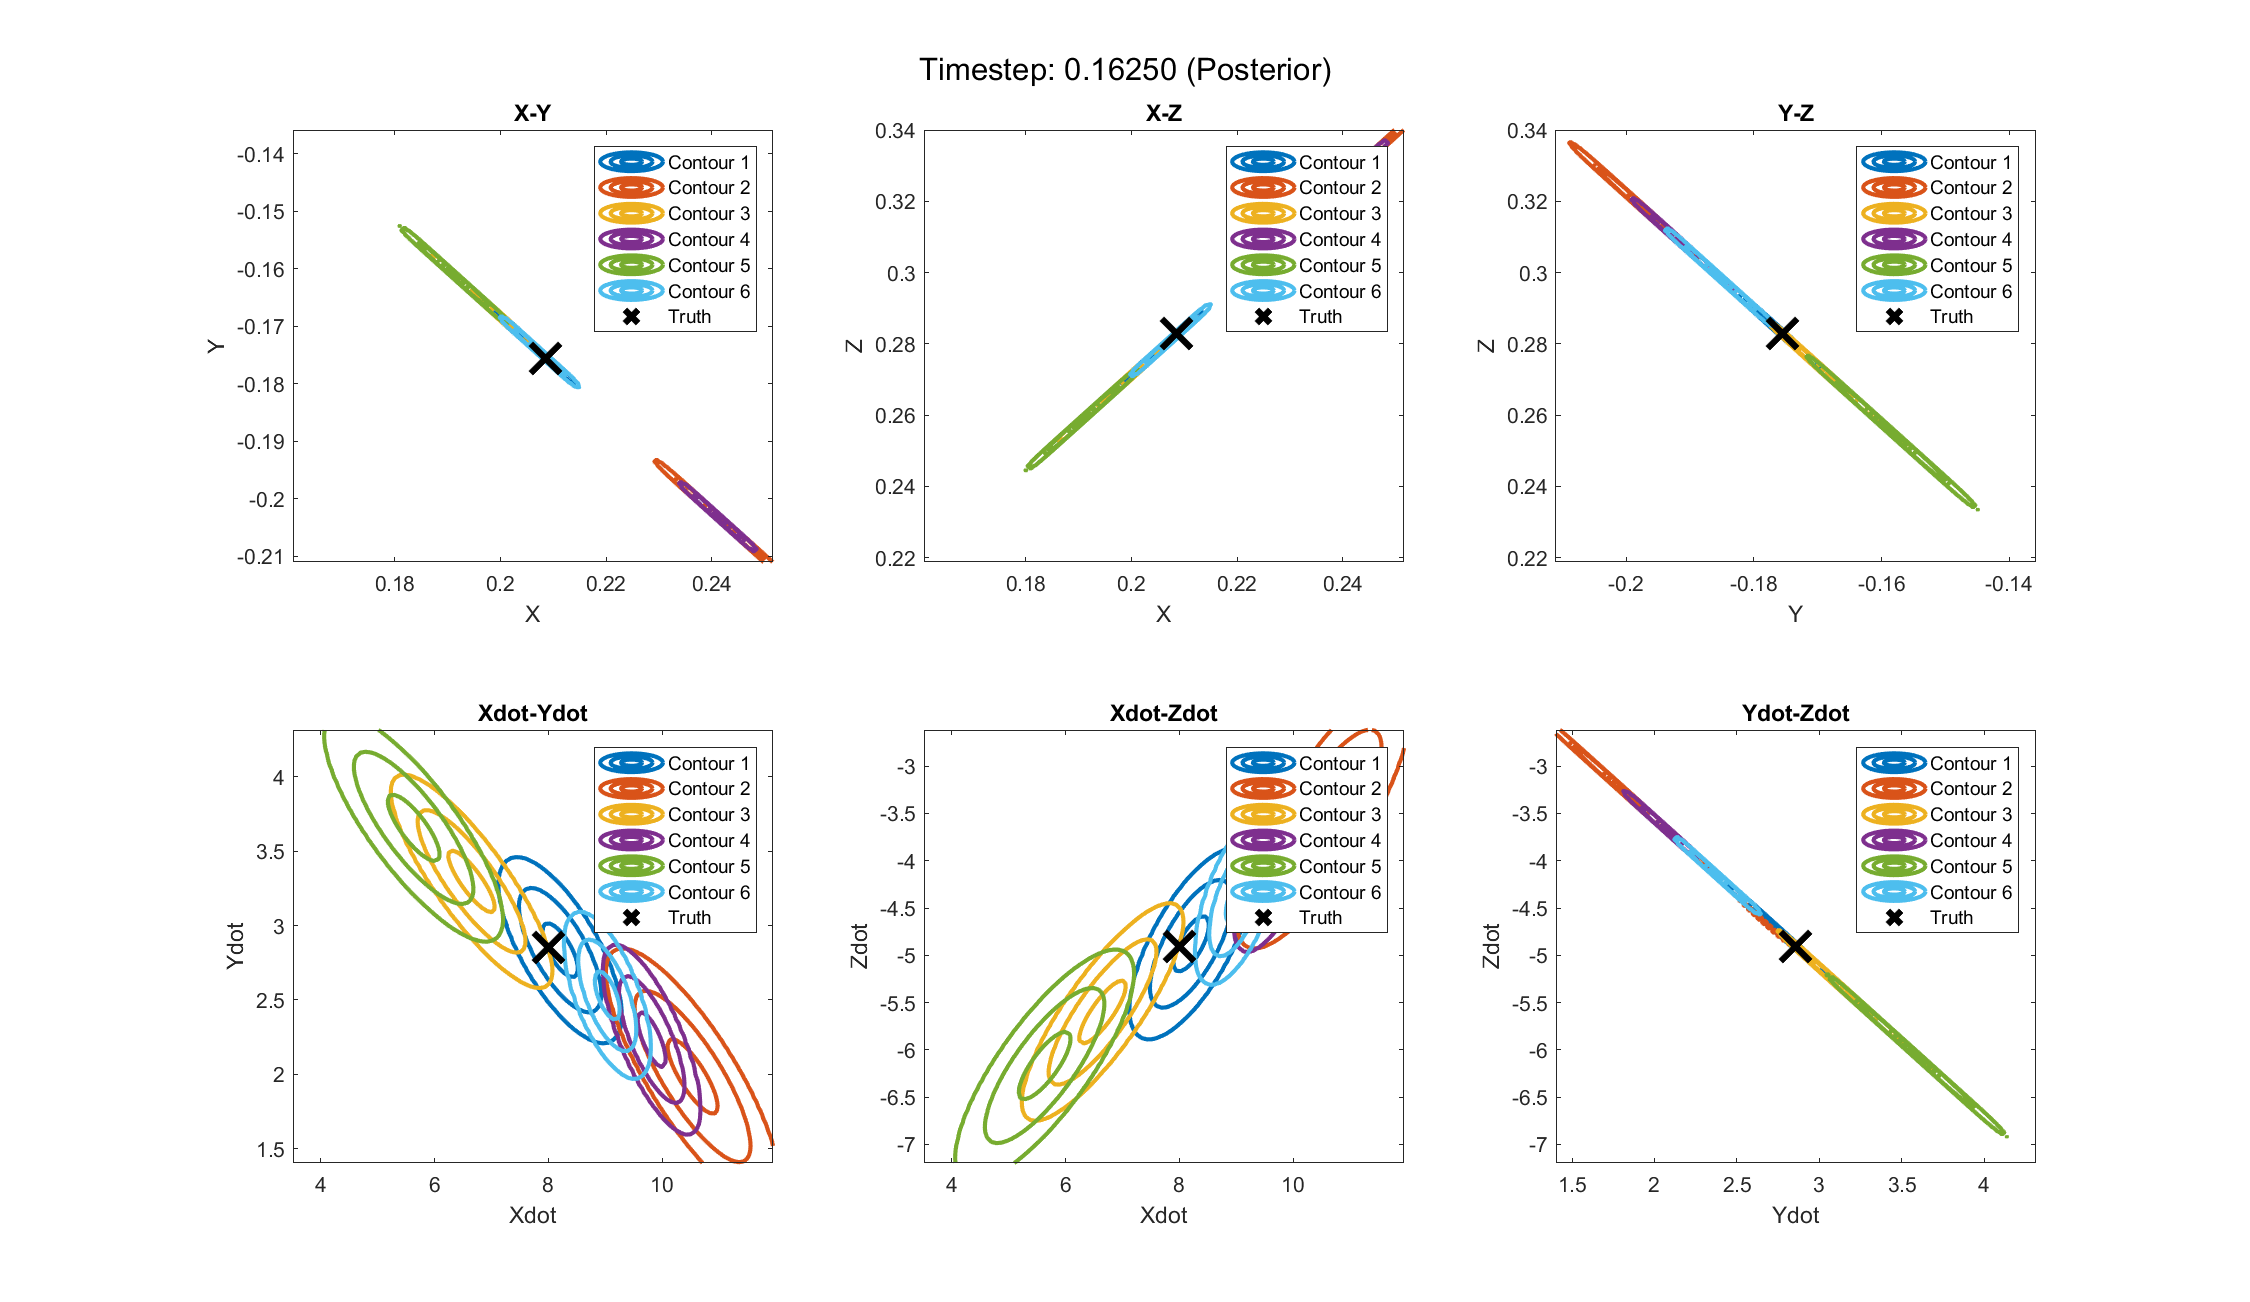 Timestep: 0.16250 (Posterior)
X-Y
-0.14
-0.15
-0.16
-0.17
-0.18
-0.19
-0.2
-0.21
Y
0.18
0.2
0.22
0.24
X
Contour 1
Contour 2
Contour 3
Contour 4
Contour 5
Contour 6
Truth
X-Z
0.34
0.32
0.3
0.28
0.26
0.24
0.22
Z
0.18
0.2
0.22
0.24
X
Contour 1
Contour 2
Contour 3
Contour 4
Contour 5
Contour 6
Truth
Y-Z
0.34
0.32
0.3
0.28
0.26
0.24
0.22
Z
-0.2
-0.18
-0.16
-0.14
Y
Contour 1
Contour 2
Contour 3
Contour 4
Contour 5
Contour 6
Truth
Xdot-Ydot
4
3.5
3
2.5
2
1.5
Ydot
4
6
8
10
Xdot
Contour 1
Contour 2
Contour 3
Contour 4
Contour 5
Contour 6
Truth
Xdot-Zdot
-3
-3.5
-4
-4.5
-5
-5.5
-6
-6.5
-7
Zdot
4
6
8
10
Xdot
Contour 1
Contour 2
Contour 3
Contour 4
Contour 5
Contour 6
Truth
Ydot-Zdot
-3
-3.5
-4
-4.5
-5
-5.5
-6
-6.5
-7
Zdot
1.5
2
2.5
3
3.5
4
Ydot
Contour 1
Contour 2
Contour 3
Contour 4
Contour 5
Contour 6
Truth